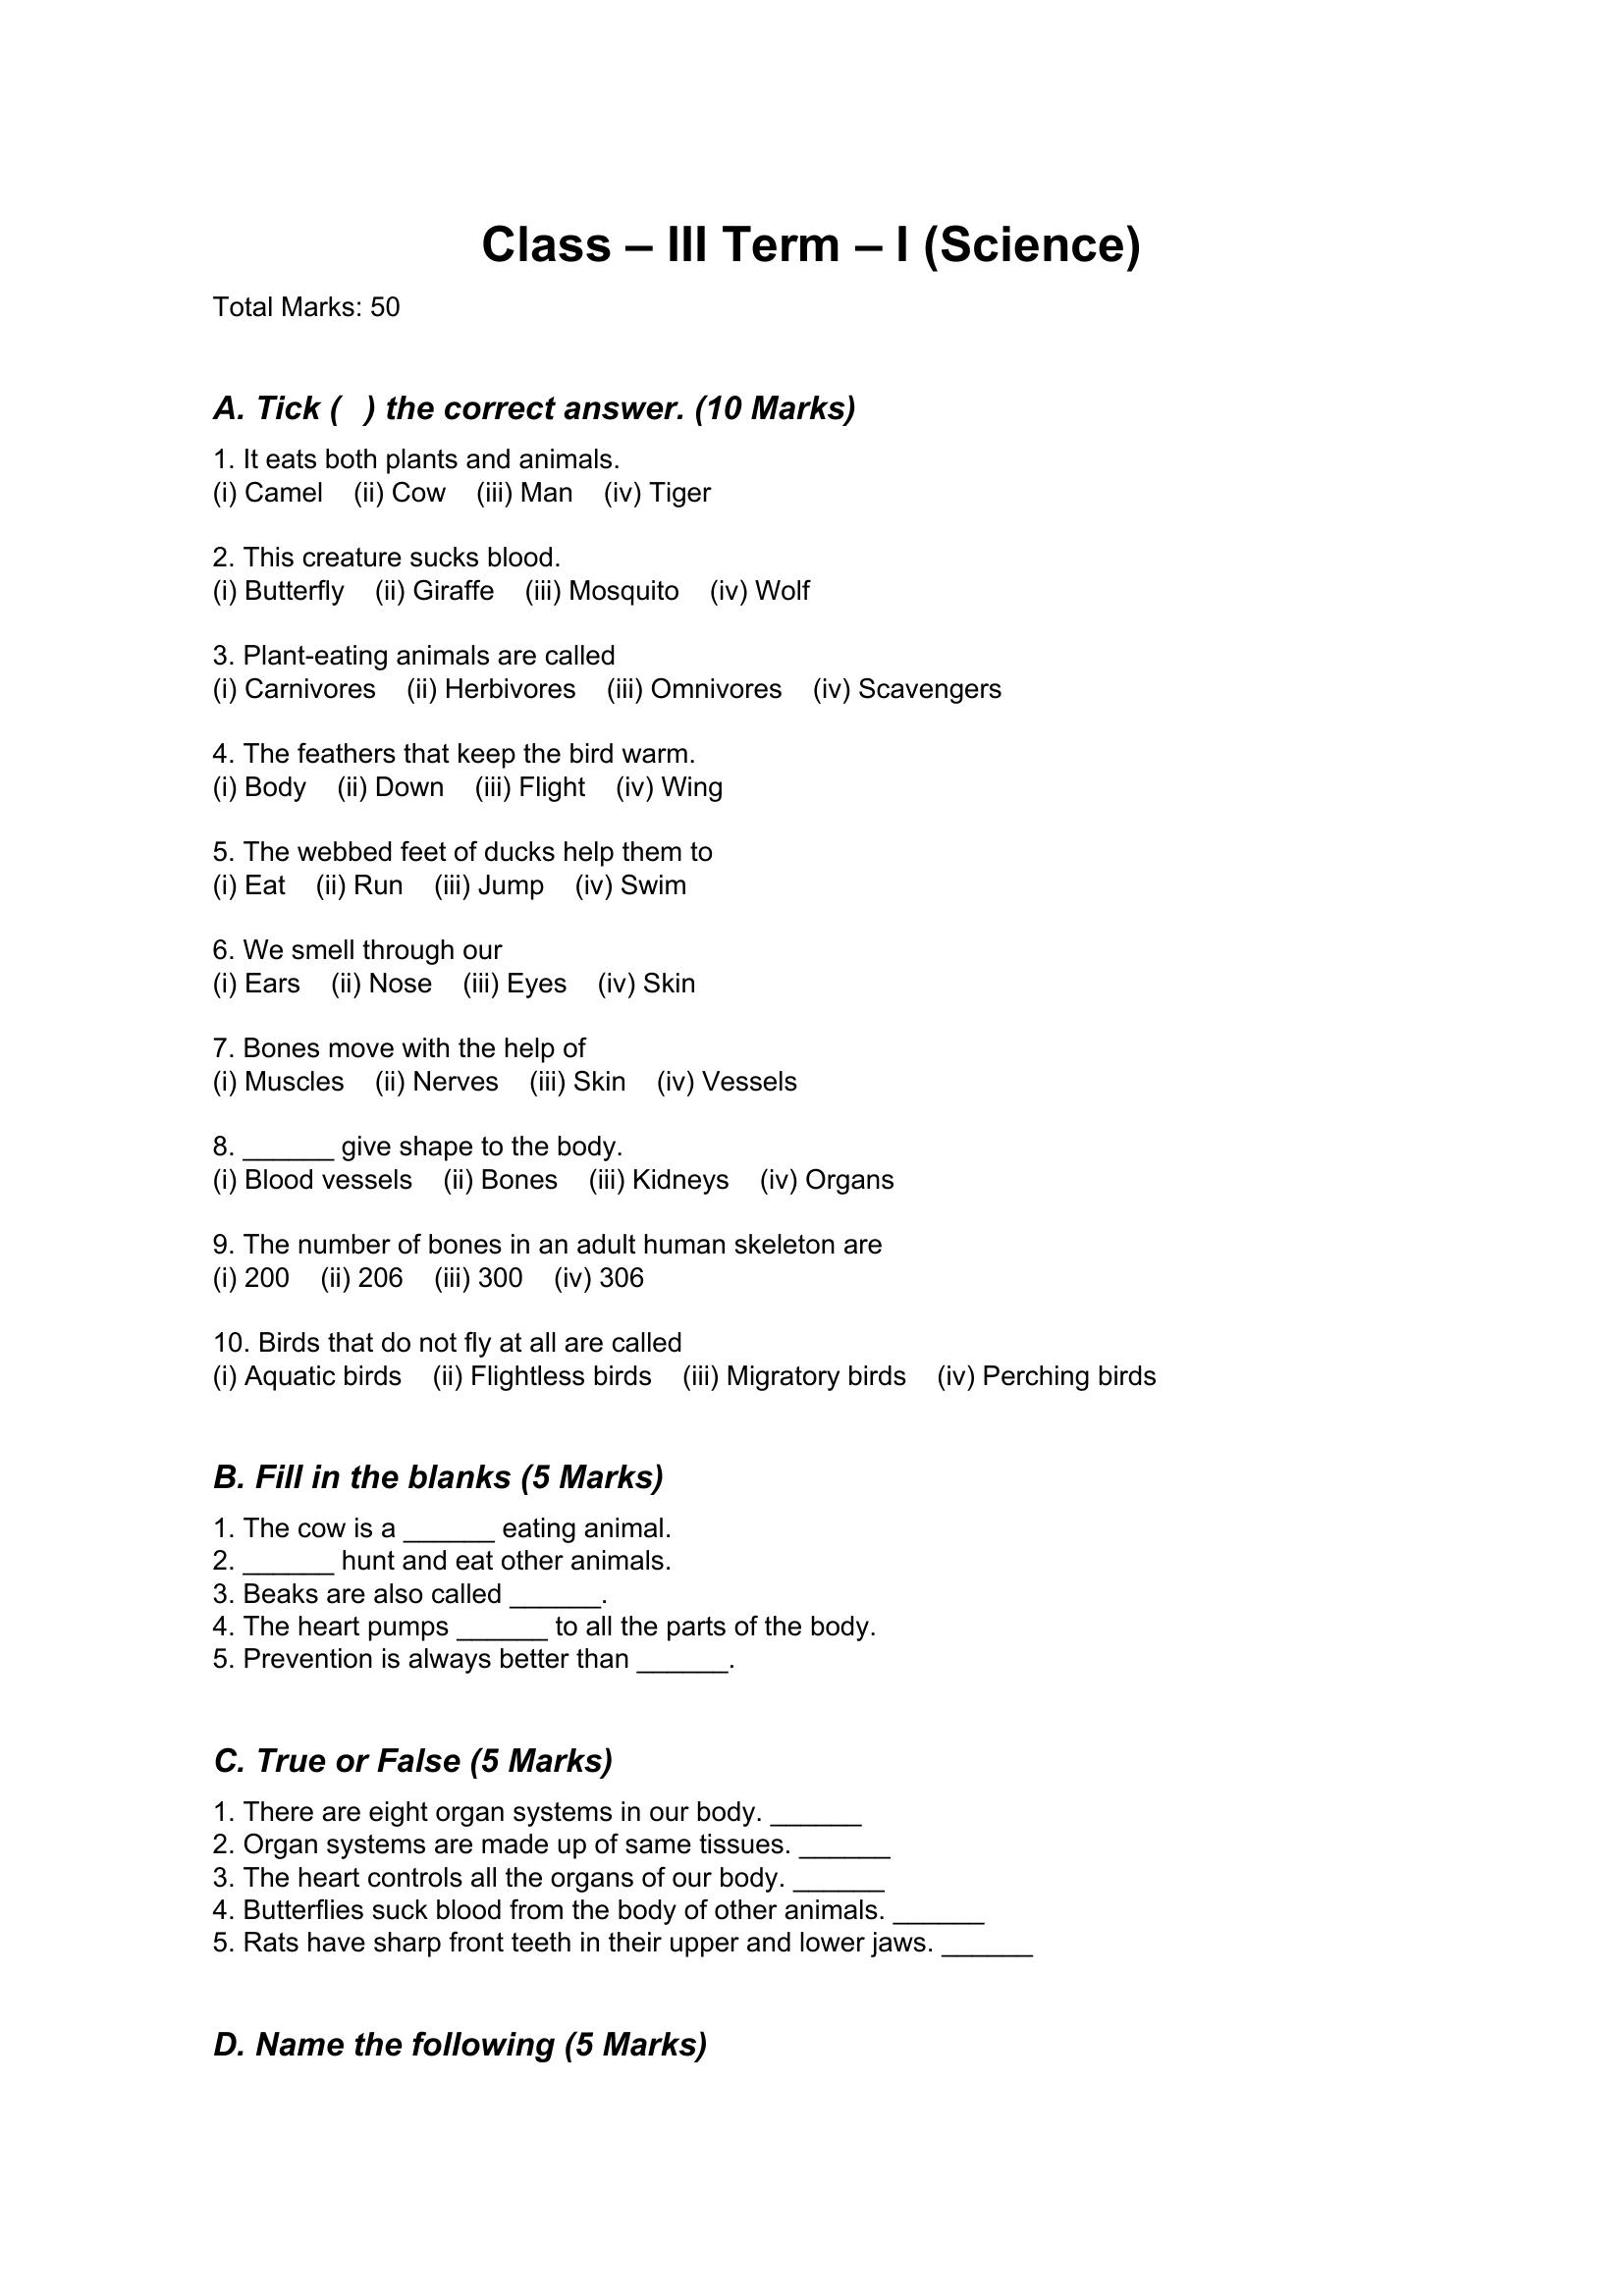 Class – III Term – I (Science)
Total Marks: 50
A. Tick ( ) the correct answer. (10 Marks)
1. It eats both plants and animals.
(i) Camel (ii) Cow (iii) Man (iv) Tiger
2. This creature sucks blood.
(i) Butterfly (ii) Giraffe (iii) Mosquito (iv) Wolf
3. Plant-eating animals are called
(i) Carnivores (ii) Herbivores (iii) Omnivores (iv) Scavengers
4. The feathers that keep the bird warm.
(i) Body (ii) Down (iii) Flight (iv) Wing
5. The webbed feet of ducks help them to
(i) Eat (ii) Run (iii) Jump (iv) Swim
6. We smell through our
(i) Ears (ii) Nose (iii) Eyes (iv) Skin
7. Bones move with the help of
(i) Muscles (ii) Nerves (iii) Skin (iv) Vessels
8. ______ give shape to the body.
(i) Blood vessels (ii) Bones (iii) Kidneys (iv) Organs
9. The number of bones in an adult human skeleton are
(i) 200 (ii) 206 (iii) 300 (iv) 306
10. Birds that do not fly at all are called
(i) Aquatic birds (ii) Flightless birds (iii) Migratory birds (iv) Perching birds
B. Fill in the blanks (5 Marks)
1. The cow is a ______ eating animal.
2. ______ hunt and eat other animals.
3. Beaks are also called ______.
4. The heart pumps ______ to all the parts of the body.
5. Prevention is always better than ______.
C. True or False (5 Marks)
1. There are eight organ systems in our body. ______
2. Organ systems are made up of same tissues. ______
3. The heart controls all the organs of our body. ______
4. Butterflies suck blood from the body of other animals. ______
5. Rats have sharp front teeth in their upper and lower jaws. ______
D. Name the following (5 Marks)